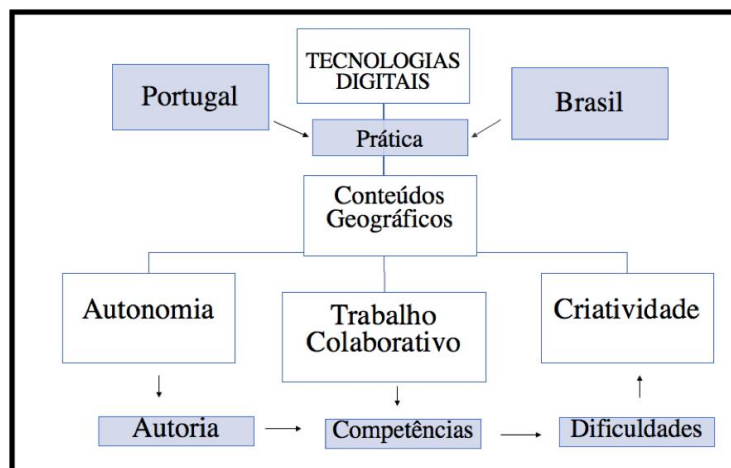 TECNOLOGIAS
DIGITAIS
Portugal
Brasil
Prática
Conteúdos
Geográficos
Autonomia
Trabalho
Colaborativo
Criatividade
Autoria
Competências
Dificuldades